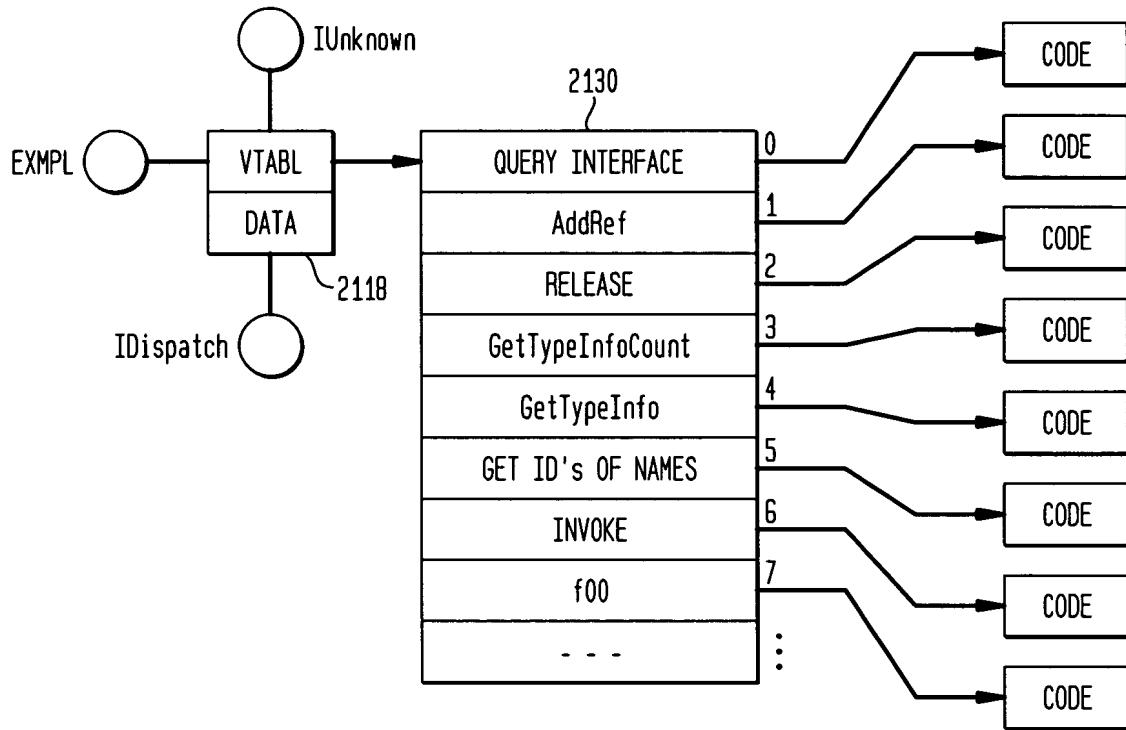 IUnknown
EXMPL
VTABL
DATA
2118
IDispatch
2130
QUERY INTERFACE
AddRef
RELEASE
GetTypeInfoCount
GetTypeInfo
GET ID's OF NAMES
INVOKE
f00
- - -
0
1
2
3
4
5
6
7
CODE
CODE
CODE
CODE
CODE
CODE
CODE
CODE